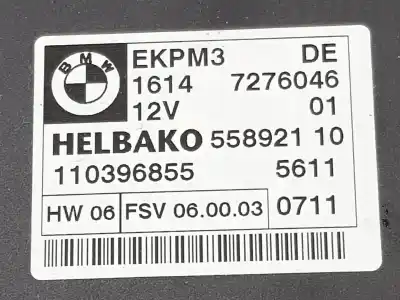 BMW
EKPM3 DE
1614 7276046
12V 01
HELBAKO 558921 10
110396855 5611
HW 06 FSV 06.00.03 0711